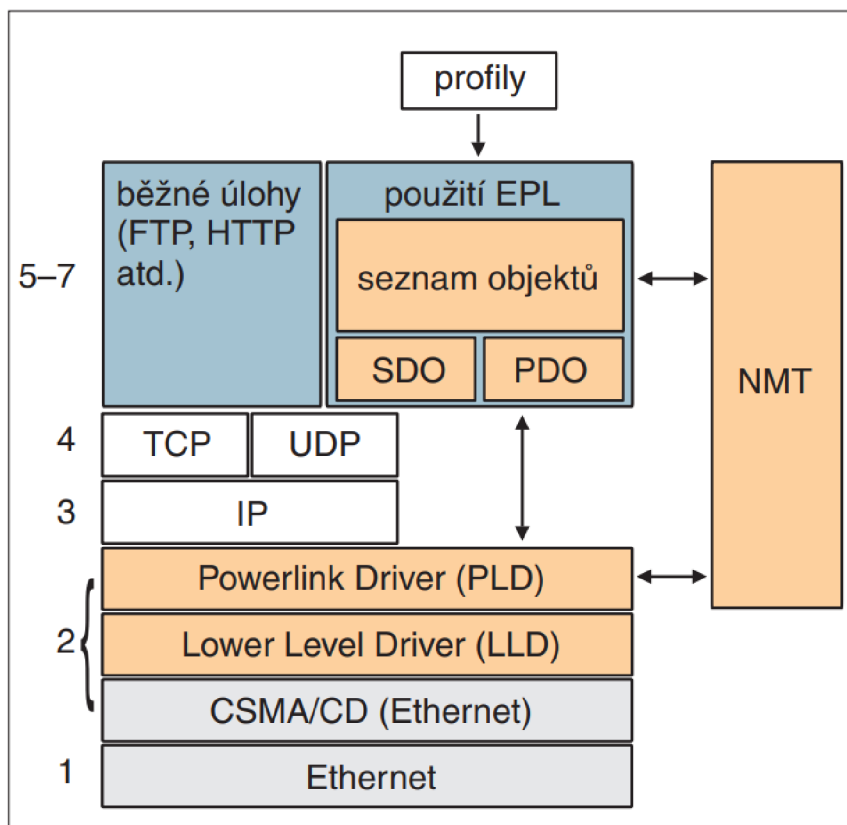 profily
běžné úlohy
(FTP, HTTP
atd.)
použití EPL
5–7
seznam objektů
SDO
PDO
NMT
4
TCP
UDP
3
IP
Powerlink Driver (PLD)
2
Lower Level Driver (LLD)
CSMA/CD (Ethernet)
1
Ethernet